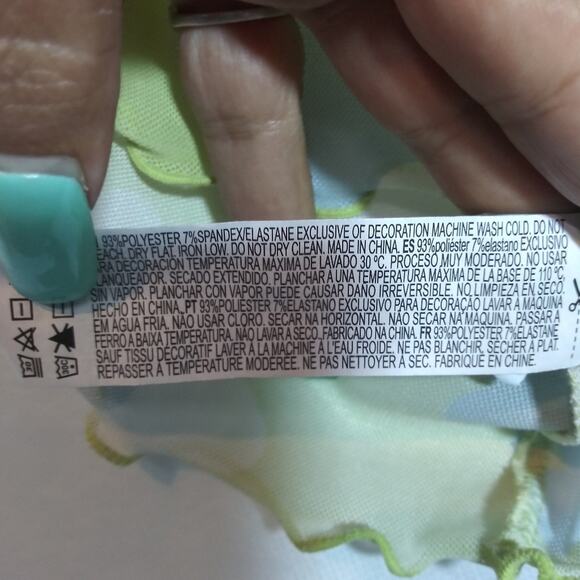 93%POLYESTER 7%SPANDEX/ELASTANE EXCLUSIVE OF DECORATION MACHINE WASH COLD. DO NOT
EACH. DRY FLAT. IRON LOW. DO NOT DRY CLEAN. MADE IN CHINA. ES 93%poliéster 7%elastano EXCLUSIVO
DECORACIÓN TEMPERATURA MÁXIMA DE LAVADO 30 ºC. PROCESO MUY MODERADO. NO USAR
LANQUEADOR. SECADO EXTENDIDO. PLANCHAR A UNA TEMPERATURA MÁXIMA DE LA BASE DE 110 ºC
SIN VAPOR. PLANCHAR CON VAPOR PUEDE CAUSAR DAÑO IRREVERSIBLE. NO LIMPIEZA EN SECO.
HECHO EN CHINA. PT 93%POLIÉSTER 7%ELASTANO EXCLUSIVO PARA DECORAÇÃO LAVAR À MÁQUINA
EM ÁGUA FRIA. NÃO USAR CLORO. SECAR NA HORIZONTAL. NÃO SECAR NA MÁQUINA. PASSAR A
FERRO A BAIXA TEMPERATURA. NÃO LAVAR A SECO. FABRICADO NA CHINA. FR 93%POLYESTER 7%ÉLASTANE
SAUF TISSU DÉCORATIF LAVER À LA MACHINE À L'EAU FROIDE. NE PAS BLANCHIR. SÉCHER À PLAT.
REPASSER À TEMPÉRATURE MODÉRÉE. NE PAS NETTOYER À SEC. FABRIQUÉ EN CHINE.